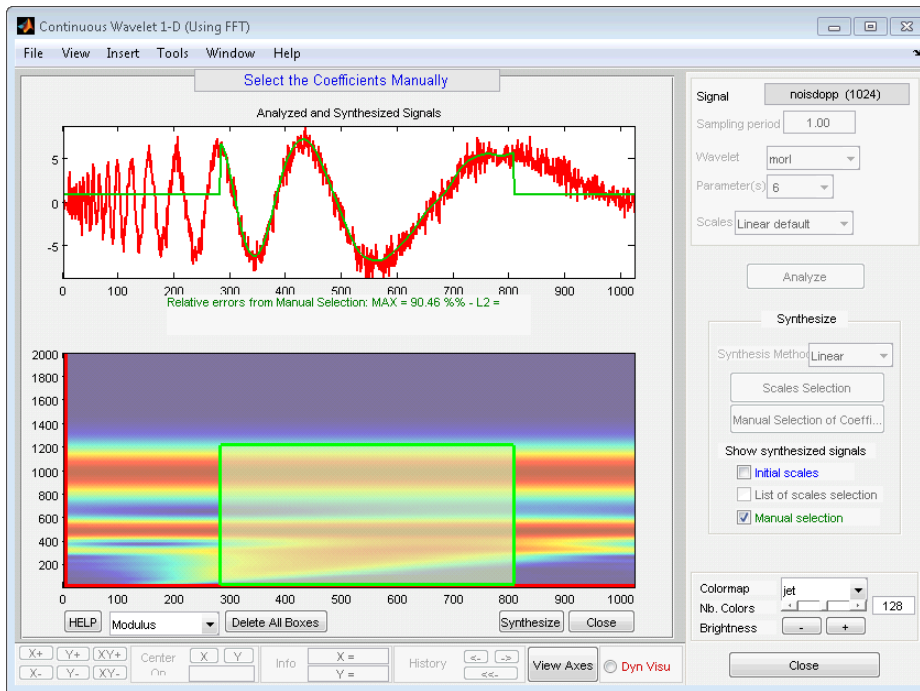 Continuous Wavelet 1-D (Using FFT)
File View Insert Tools Window Help
Select the Coefficients Manually
Analyzed and Synthesized Signals
5
0
-5
0 100 200 300 400 500 600 700 800 900 1000
Relative errors from Manual Selection: MAX = 90.46 %% - L2 =
2000
1800
1600
1400
1200
1000
800
600
400
200
0 100 200 300 400 500 600 700 800 900 1000
HELP Modulus Delete All Boxes Synthesize Close
X+ Y+ XY+
X- Y- XY-
Center
On
X Y
Info
X =
Y =
History
<- ->
<<-
View Axes
Dyn Visu
Signal noisdopp (1024)
Sampling period 1.00
Wavelet morl
Parameter(s) 6
Scales Linear default
Analyze
Synthesize
Synthesis Method Linear
Scales Selection
Manual Selection of Coeffi...
Show synthesized signals
Initial scales
List of scales selection
Manual selection
Colormap jet
Nb. Colors 128
Brightness - +
Close